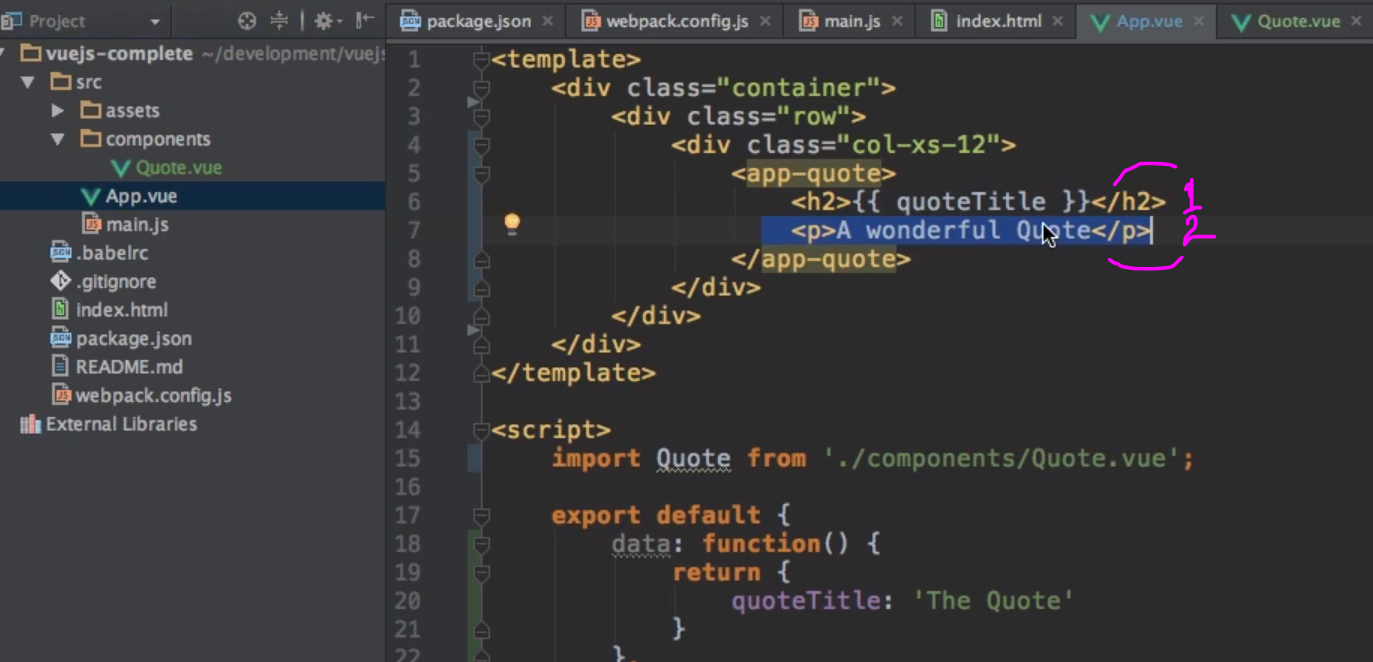 Project
package.json
webpack.config.js
main.js
index.html
App.vue
Quote.vue
vuejs-complete ~/development/vuejs
src
assets
components
Quote.vue
App.vue
main.js
.babelrc
.gitignore
index.html
package.json
README.md
webpack.config.js
External Libraries
1 <template>
2 <div class="container">
3 <div class="row">
4 <div class="col-xs-12">
5 <app-quote>
6 <h2>{{ quoteTitle }}</h2> 1
7 <p>A wonderful Quote</p> 2
8 </app-quote>
9 </div>
10 </div>
11 </div>
12 </template>
13
14 <script>
15 import Quote from './components/Quote.vue';
16
17 export default {
18 data: function() {
19 return {
20 quoteTitle: 'The Quote'
21 }
22 },